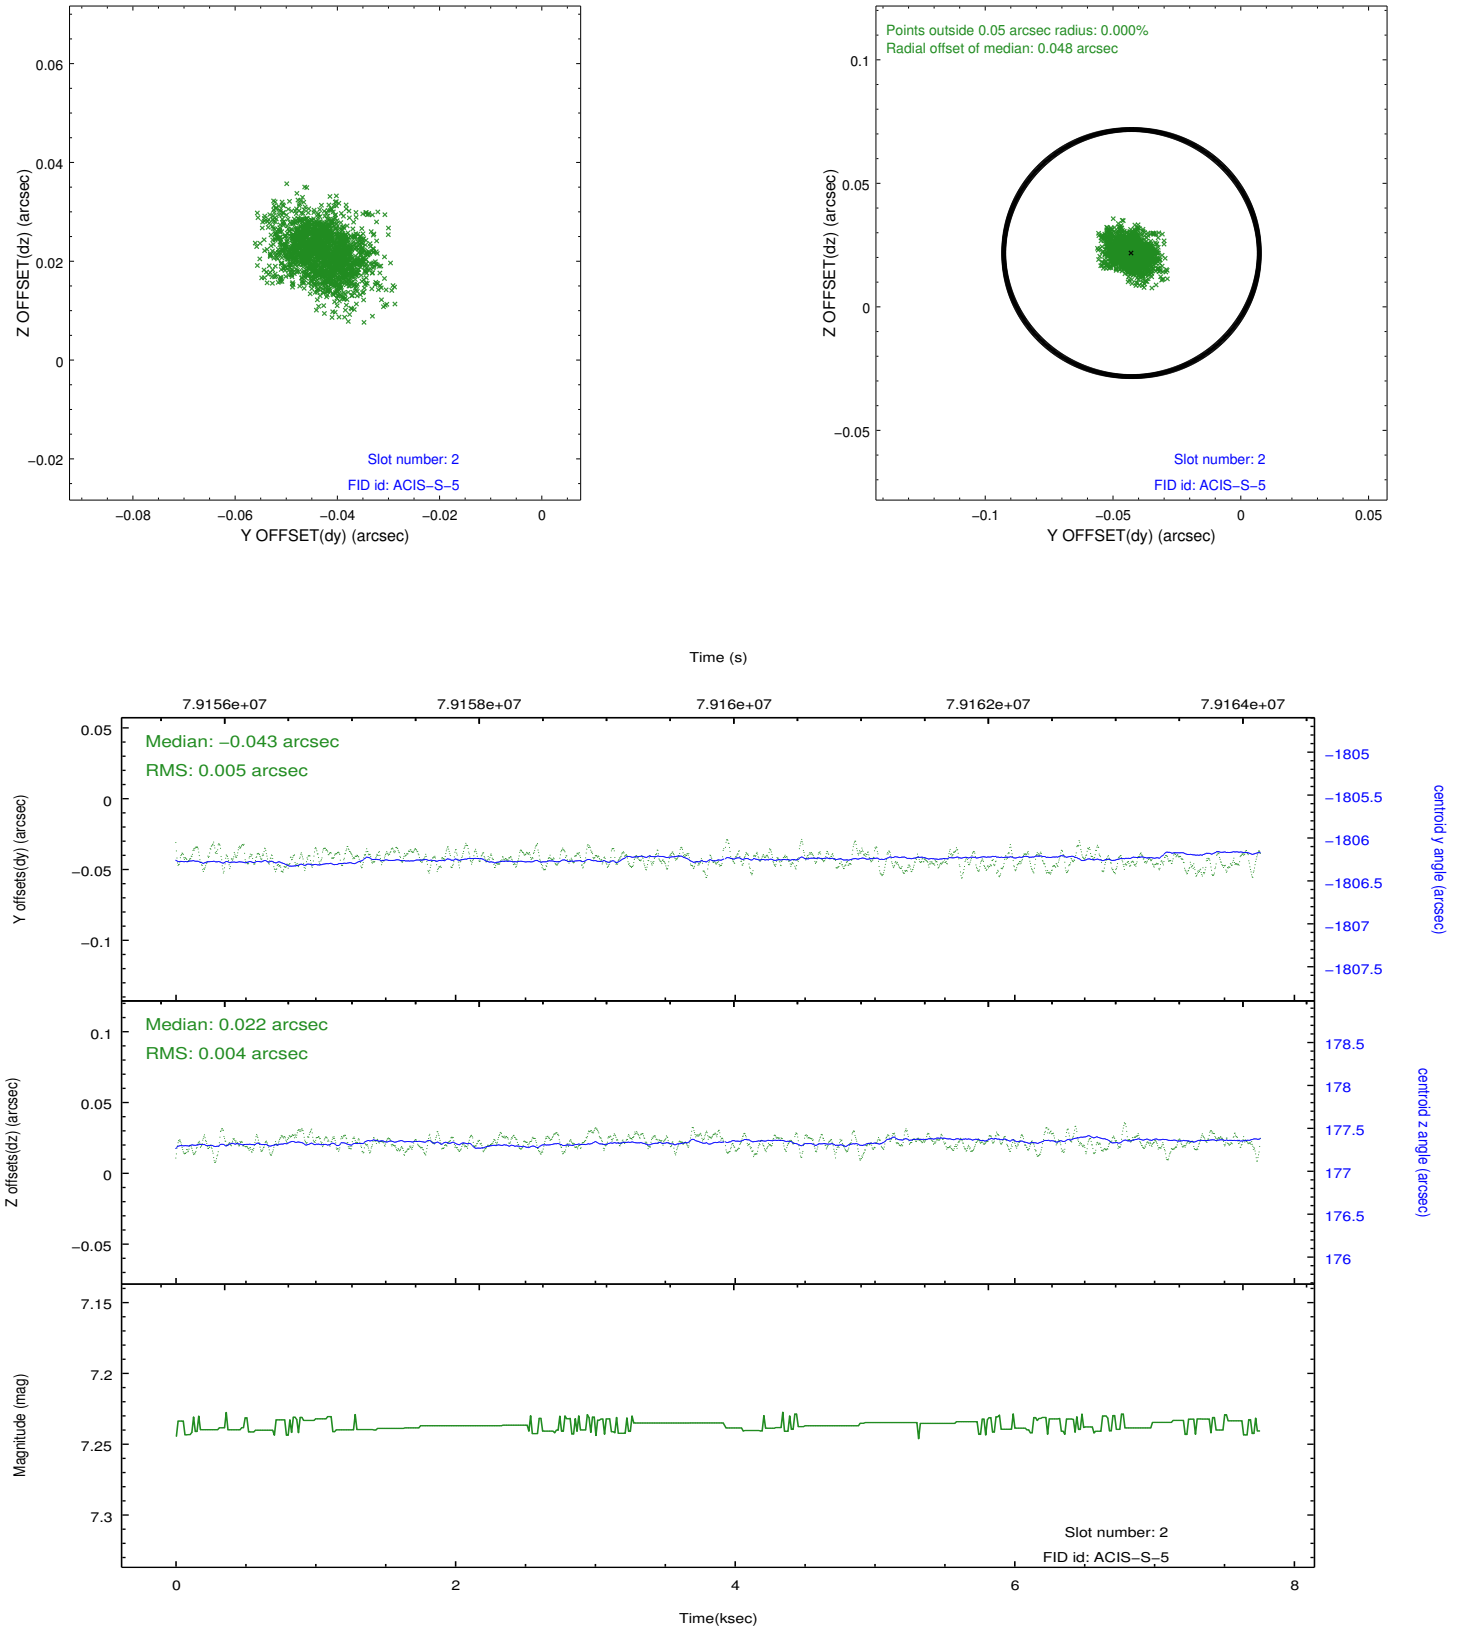 0.06
0.04
0.02
0
−0.02
Z OFFSET(dz) (arcsec)
Slot number: 2
FID id: ACIS−S−5
−0.08 −0.06 −0.04 −0.02 0
Y OFFSET(dy) (arcsec)
Points outside 0.05 arcsec radius: 0.000%
Radial offset of median: 0.048 arcsec
0.1
0.05
0
−0.05
Z OFFSET(dz) (arcsec)
Slot number: 2
FID id: ACIS−S−5
−0.1 −0.05 0 0.05
Y OFFSET(dy) (arcsec)
Time (s)
7.9156e+07 7.9158e+07 7.916e+07 7.9162e+07 7.9164e+07
Median: −0.043 arcsec
RMS: 0.005 arcsec
0.05
0
−0.05
−0.1
Y offsets(dy) (arcsec)
−1805
−1805.5
−1806
−1806.5
−1807
−1807.5
centroid y angle (arcsec)
Median: 0.022 arcsec
RMS: 0.004 arcsec
0.1
0.05
0
−0.05
Z offsets(dz) (arcsec)
178.5
178
177.5
177
176.5
176
centroid z angle (arcsec)
7.15
7.2
7.25
7.3
Magnitude (mag)
Slot number: 2
FID id: ACIS−S−5
0 2 4 6 8
Time(ksec)